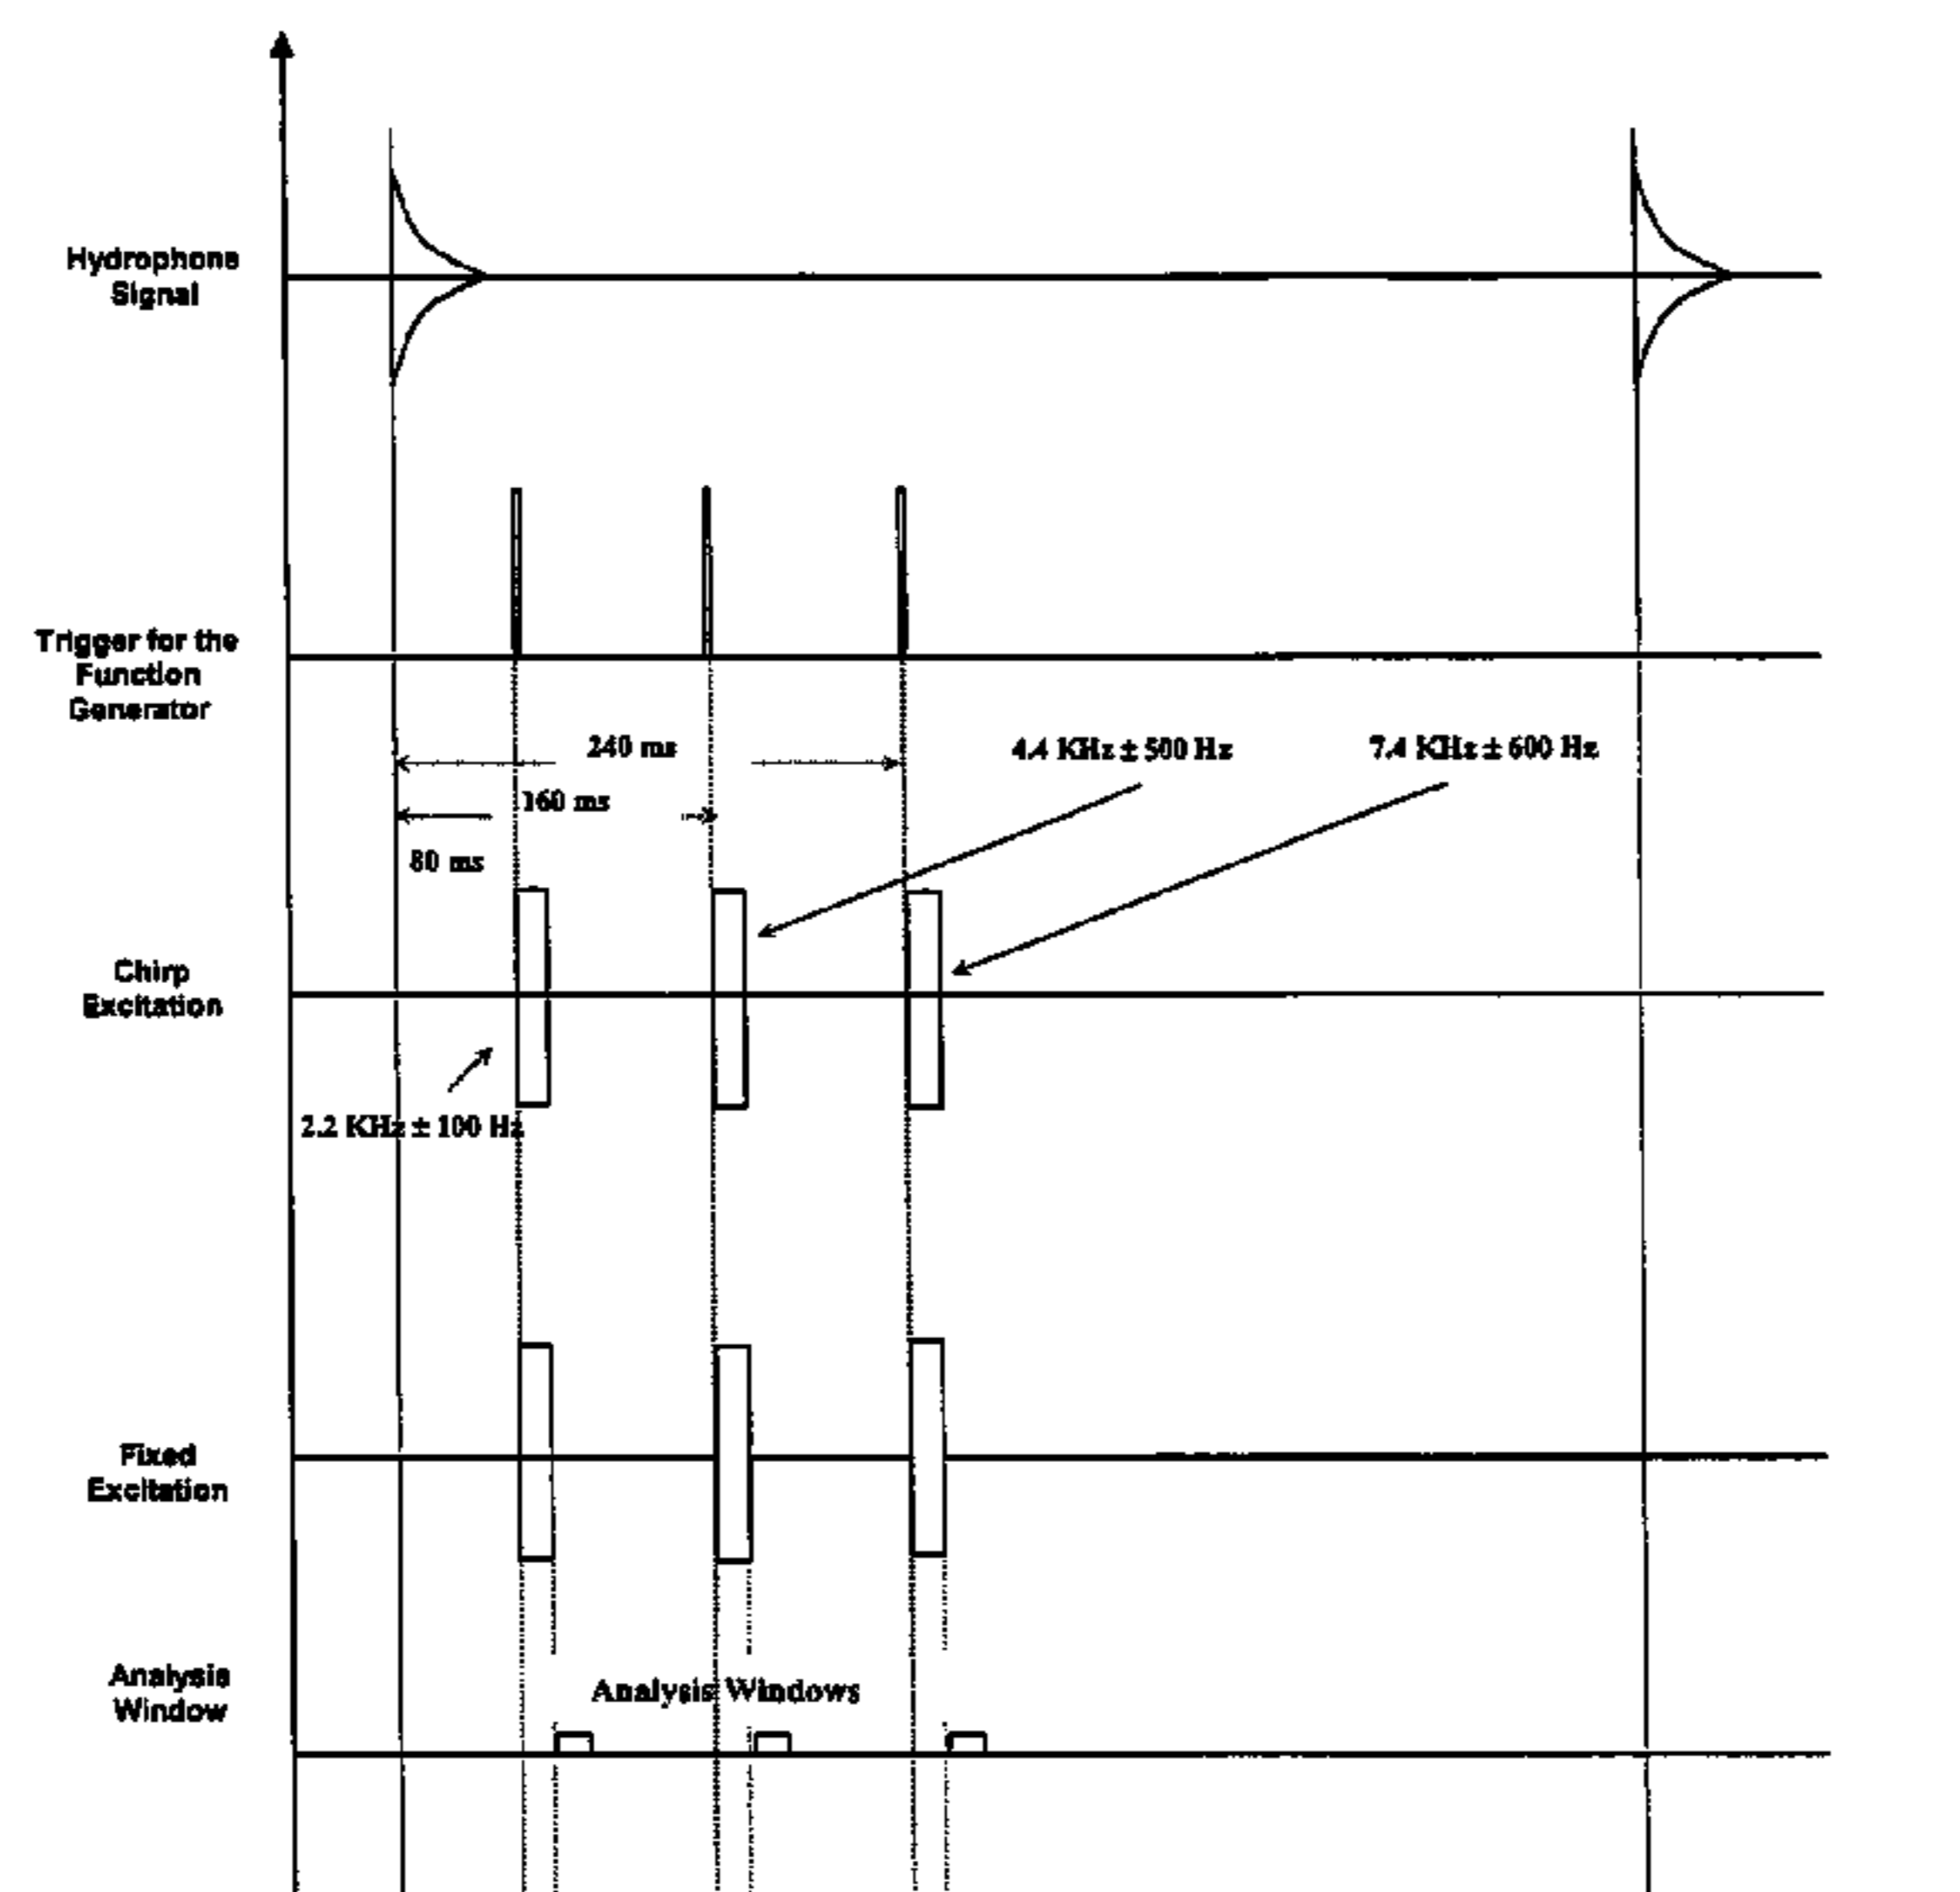 Hydrophone
Signal
Trigger for the
Function
Generator
240 ms
4.4 KHz ± 500 Hz
7.4 KHz ± 600 Hz
160 ms
80 ms
Chirp
Excitation
2.2 KHz ± 100 Hz
Fixed
Excitation
Analysis
Window
Analysis Windows